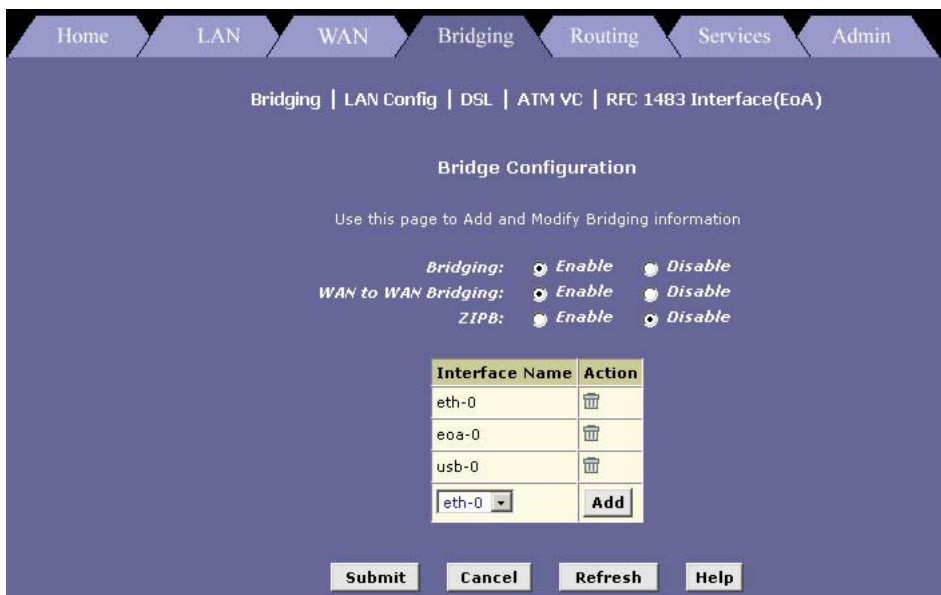 Home LAN WAN Bridging Routing Services Admin
Bridging | LAN Config | DSL | ATM VC | RFC 1483 Interface(EoA)
Bridge Configuration
Use this page to Add and Modify Bridging information
Bridging: Enable Disable
WAN to WAN Bridging: Enable Disable
ZIPB: Enable Disable
Interface Name Action
eth-0
eoa-0
usb-0
eth-0 Add
Submit Cancel Refresh Help